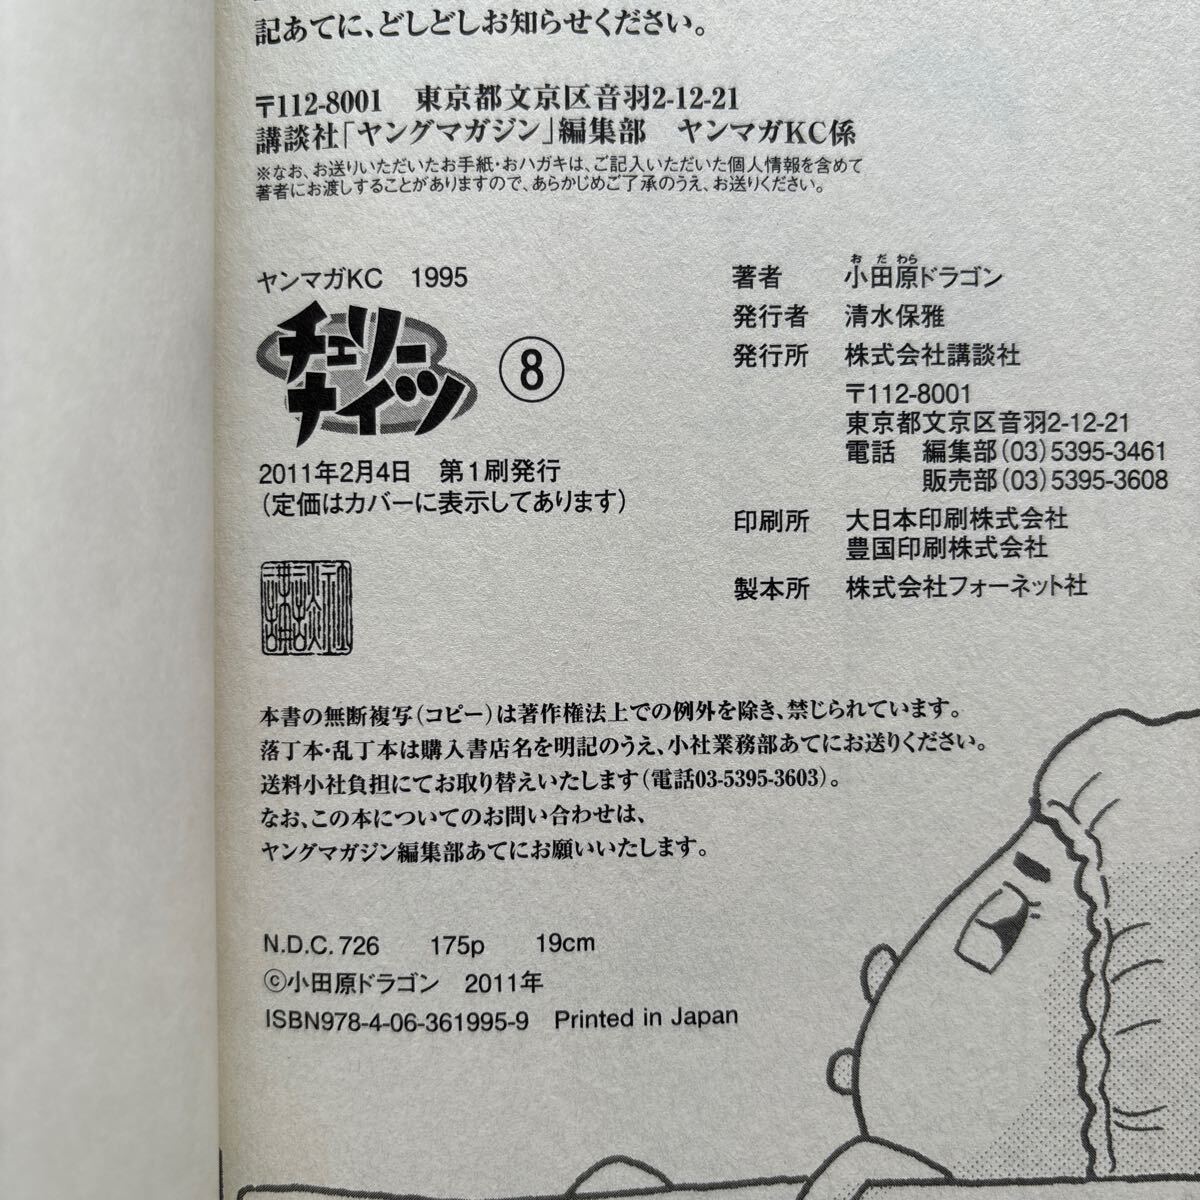 記あてに、どしどしお知らせください。
〒112-8001　東京都文京区音羽2-12-21
講談社「ヤングマガジン」編集部　ヤンマガKC係
※なお、お送りいただいたお手紙・おハガキは、ご記入いただいた個人情報を含めて
著者にお渡しすることがありますので、あらかじめご了承のうえ、お送りください。
ヤンマガKC　1995
チェリー
ナイツ
⑧
2011年2月4日　第1刷発行
（定価はカバーに表示してあります）
講談社
おだわら
著者　小田原ドラゴン
発行者　清水保雅
発行所　株式会社講談社
〒112-8001
東京都文京区音羽2-12-21
電話　編集部（03）5395-3461
販売部（03）5395-3608
印刷所　大日本印刷株式会社
豊国印刷株式会社
製本所　株式会社フォーネット社
本書の無断複写（コピー）は著作権法上での例外を除き、禁じられています。
落丁本・乱丁本は購入書店名を明記のうえ、小社業務部あてにお送りください。
送料小社負担にてお取り替えいたします（電話03-5395-3603）。
なお、この本についてのお問い合わせは、
ヤングマガジン編集部あてにお願いいたします。
N.D.C.726　175p　19cm
©小田原ドラゴン　2011年
ISBN978-4-06-361995-9　Printed in Japan